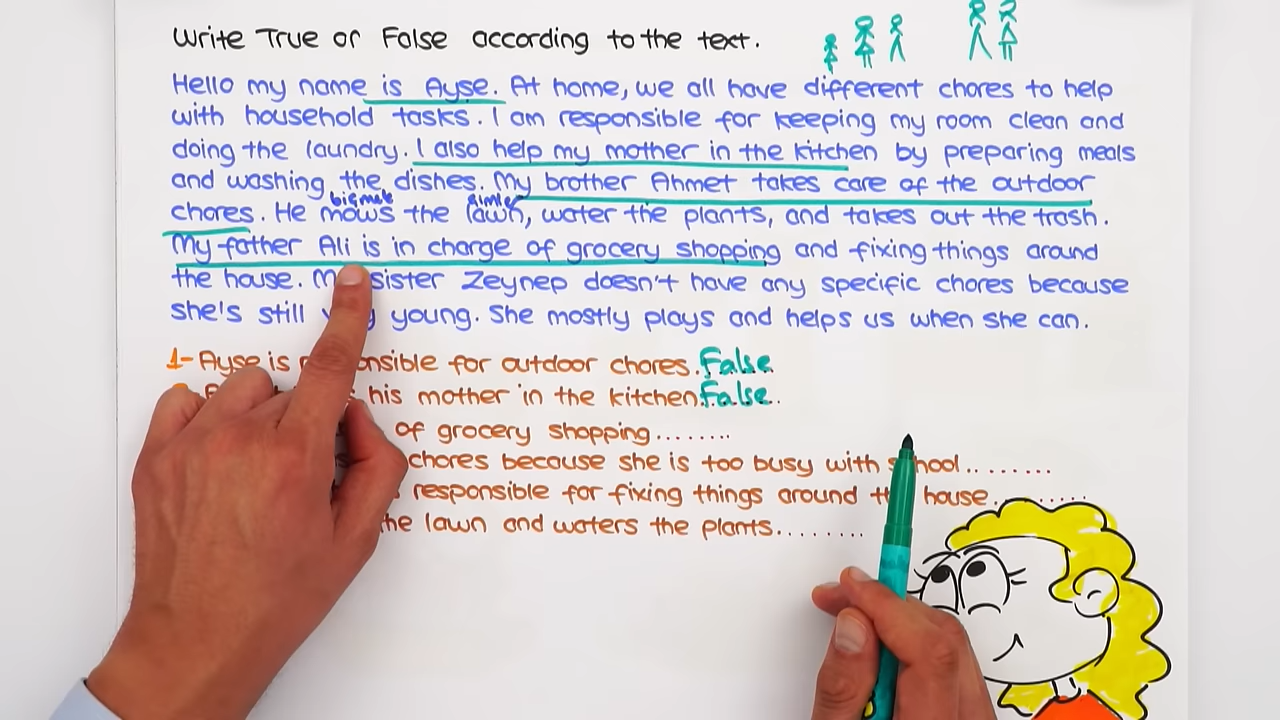 Write True or False according to the text.
Hello my name is Ayse. At home, we all have different chores to help
with household tasks. I am responsible for keeping my room clean and
doing the laundry. I also help my mother in the kitchen by preparing meals
and washing the dishes. My brother Ahmet takes care of the outdoor
biçmek
chores. He mows the lawn, water the plants, and takes out the trash.
My father Ali is in charge of grocery shopping and fixing things around
the house. sister Zeynep doesn't have any specific chores because
she's still young. She mostly plays and helps us when she can.
1- Ayse is for outdoor chores. False
his mother in the kitchen. False
of grocery shopping........
chores because she is too busy with school.........
responsible for fixing things around the house..........
the lawn and waters the plants.........